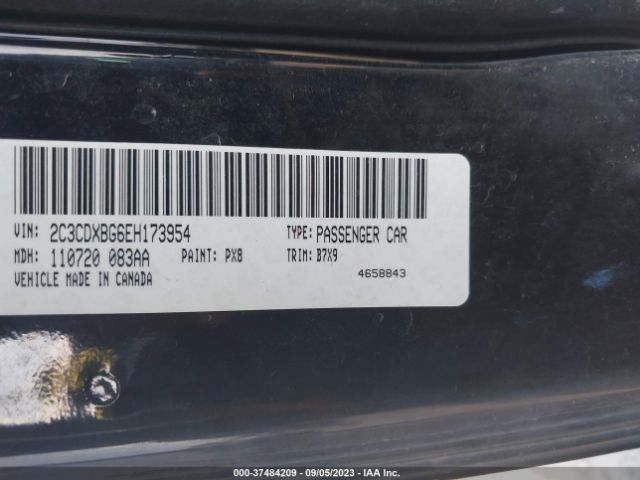 VIN: 2C3CDXBG6EH173954 TYPE: PASSENGER CAR
MDH: 110720 083AA PAINT: PX8 TRIM: B7X9
VEHICLE MADE IN CANADA 4658843
000-37484209 - 09/05/2023 - IAA Inc.